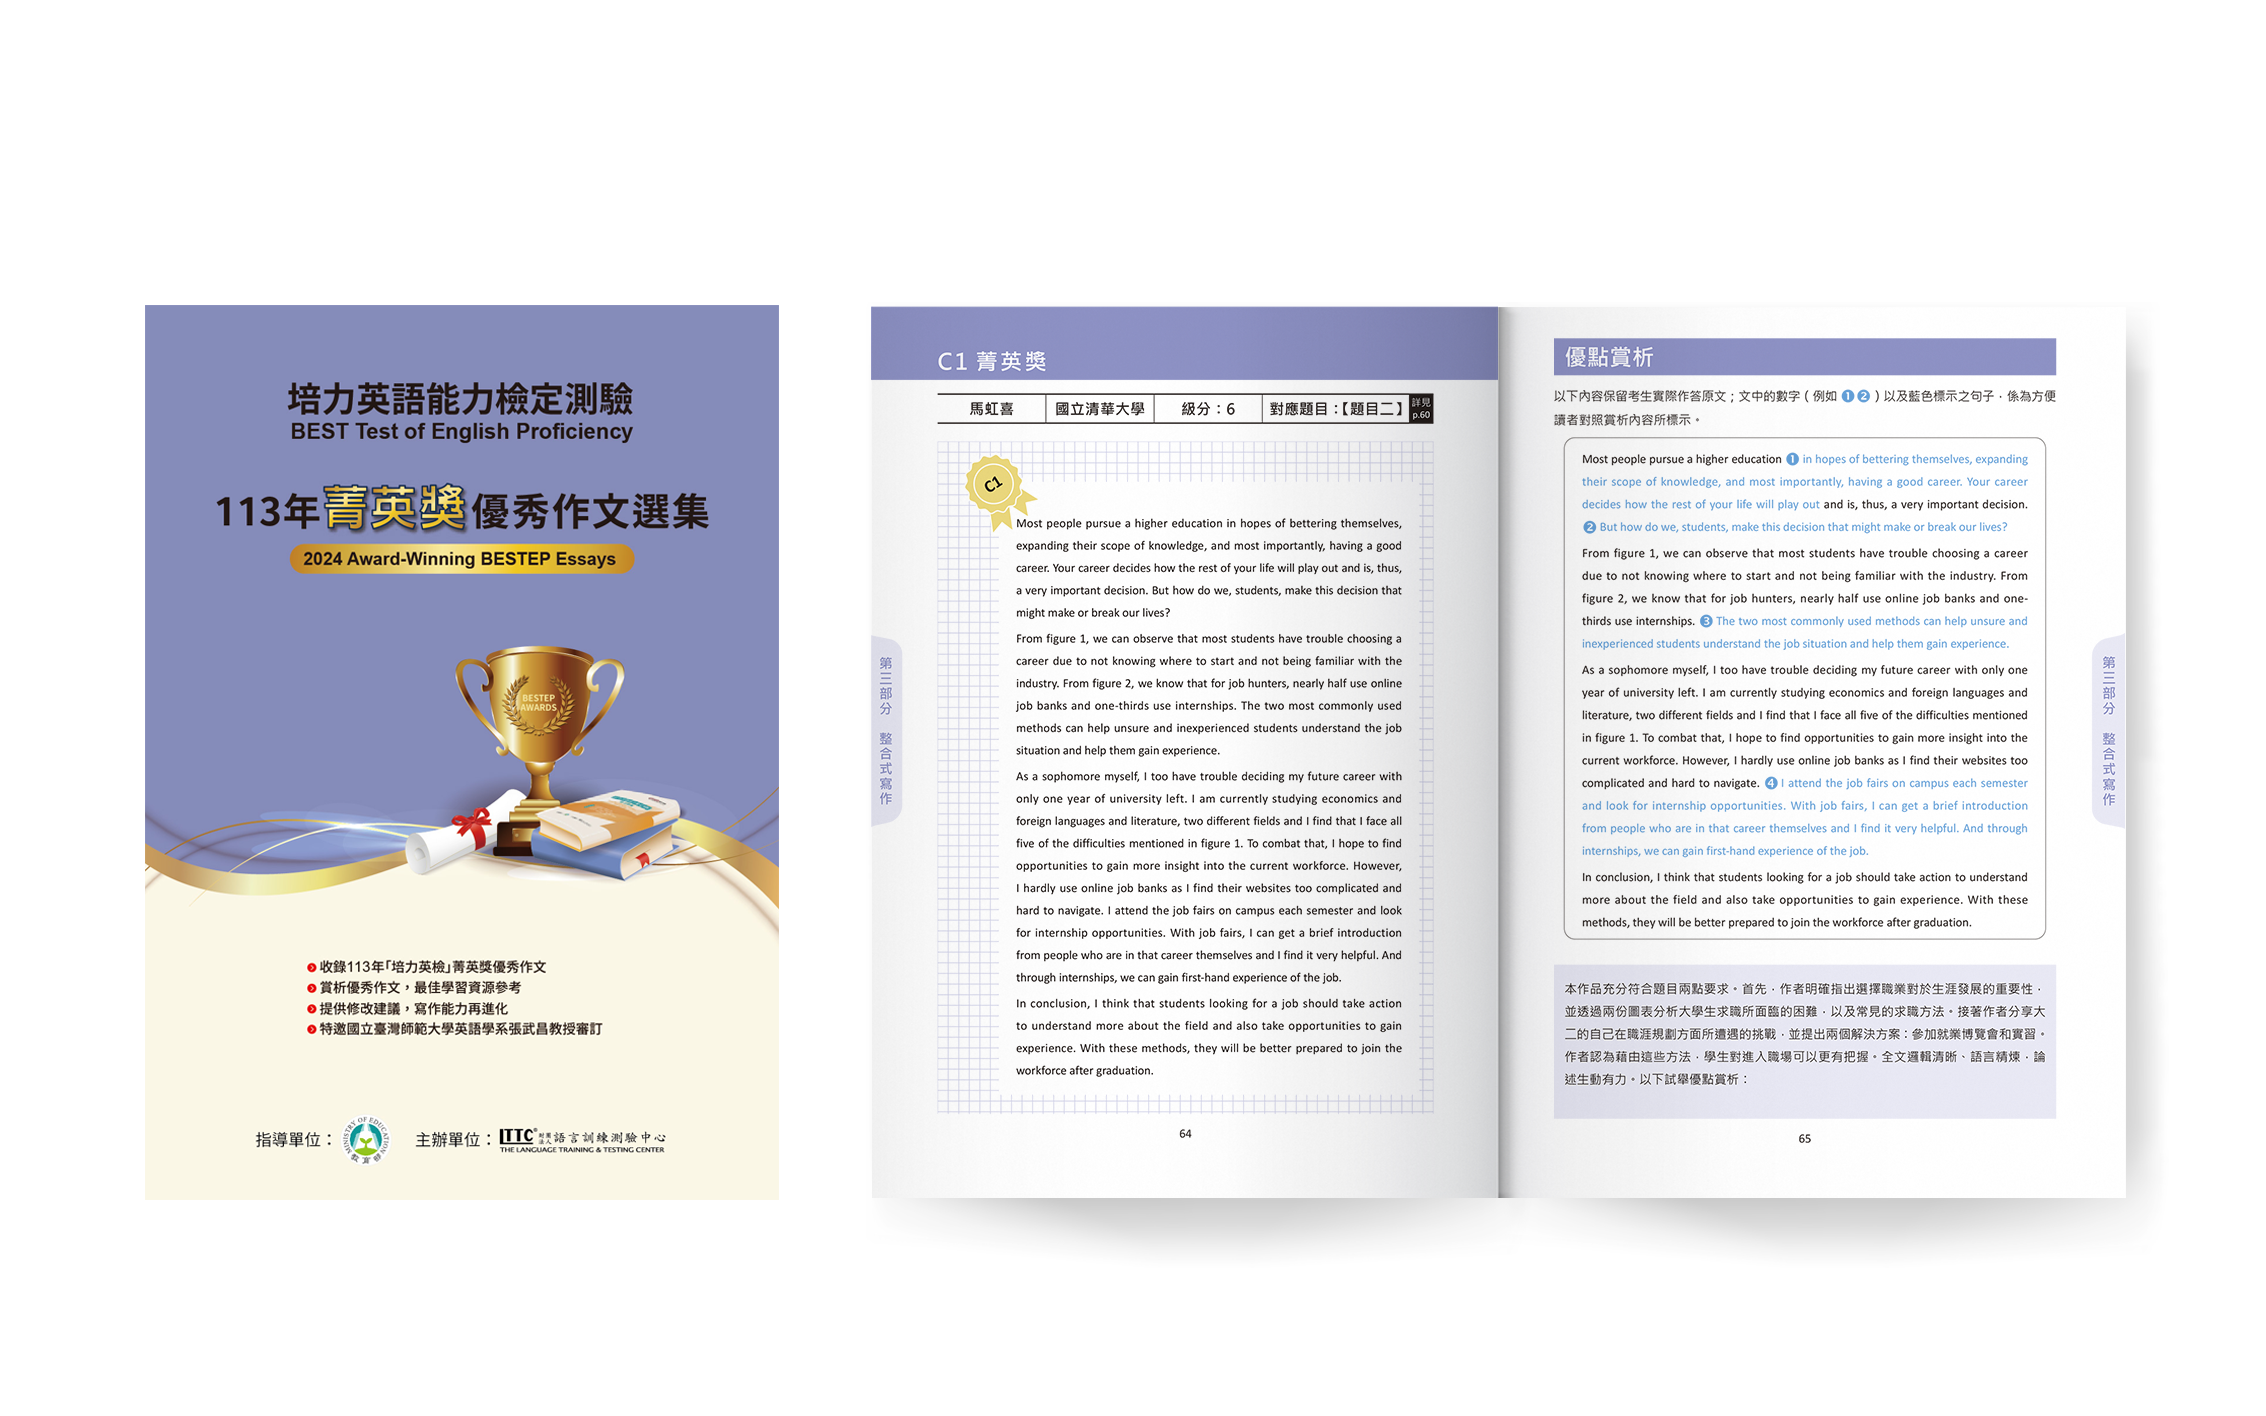 培力英語能力檢定測驗
BEST Test of English Proficiency
113年菁英獎優秀作文選集
2024 Award-Winning BESTEP Essays
BESTEP
AWARDS
收錄113年「培力英檢」菁英獎優秀作文
賞析優秀作文，最佳學習資源參考
提供修改建議，寫作能力再進化
特邀國立臺灣師範大學英語學系張武昌教授審訂
指導單位：
MINISTRY OF EDUCATION
教育部
主辦單位：
LTTC® 財團法人 語言訓練測驗中心
THE LANGUAGE TRAINING & TESTING CENTER
C1 菁英獎
馬虹喜 國立清華大學 級分：6 對應題目：【題目二】 詳見 p.60
C1
Most people pursue a higher education in hopes of bettering themselves,
expanding their scope of knowledge, and most importantly, having a good
career. Your career decides how the rest of your life will play out and is, thus,
a very important decision. But how do we, students, make this decision that
might make or break our lives?
From figure 1, we can observe that most students have trouble choosing a
career due to not knowing where to start and not being familiar with the
industry. From figure 2, we know that for job hunters, nearly half use online
job banks and one-thirds use internships. The two most commonly used
methods can help unsure and inexperienced students understand the job
situation and help them gain experience.
As a sophomore myself, I too have trouble deciding my future career with
only one year of university left. I am currently studying economics and
foreign languages and literature, two different fields and I find that I face all
five of the difficulties mentioned in figure 1. To combat that, I hope to find
opportunities to gain more insight into the current workforce. However,
I hardly use online job banks as I find their websites too complicated and
hard to navigate. I attend the job fairs on campus each semester and look
for internship opportunities. With job fairs, I can get a brief introduction
from people who are in that career themselves and I find it very helpful. And
through internships, we can gain first-hand experience of the job.
In conclusion, I think that students looking for a job should take action
to understand more about the field and also take opportunities to gain
experience. With these methods, they will be better prepared to join the
workforce after graduation.
第三部分 整合式寫作
64
優點賞析
以下內容保留考生實際作答原文；文中的數字（例如 ❶ ❷ ）以及藍色標示之句子，係為方便
讀者對照賞析內容所標示。
Most people pursue a higher education ❶ in hopes of bettering themselves, expanding
their scope of knowledge, and most importantly, having a good career. Your career
decides how the rest of your life will play out and is, thus, a very important decision.
❷ But how do we, students, make this decision that might make or break our lives?
From figure 1, we can observe that most students have trouble choosing a career
due to not knowing where to start and not being familiar with the industry. From
figure 2, we know that for job hunters, nearly half use online job banks and one-
thirds use internships. ❸ The two most commonly used methods can help unsure and
inexperienced students understand the job situation and help them gain experience.
As a sophomore myself, I too have trouble deciding my future career with only one
year of university left. I am currently studying economics and foreign languages and
literature, two different fields and I find that I face all five of the difficulties mentioned
in figure 1. To combat that, I hope to find opportunities to gain more insight into the
current workforce. However, I hardly use online job banks as I find their websites too
complicated and hard to navigate. ❹ I attend the job fairs on campus each semester
and look for internship opportunities. With job fairs, I can get a brief introduction
from people who are in that career themselves and I find it very helpful. And through
internships, we can gain first-hand experience of the job.
In conclusion, I think that students looking for a job should take action to understand
more about the field and also take opportunities to gain experience. With these
methods, they will be better prepared to join the workforce after graduation.
本作品充分符合題目兩點要求。首先，作者明確指出選擇職業對於生涯發展的重要性，
並透過兩份圖表分析大學生求職所面臨的困難，以及常見的求職方法。接著作者分享大
二的自己在職涯規劃方面所遭遇的挑戰，並提出兩個解決方案：參加就業博覽會和實習。
作者認為藉由這些方法，學生對進入職場可以更有把握。全文邏輯清晰、語言精煉，論
述生動有力。以下試舉優點賞析：
第三部分 整合式寫作
65